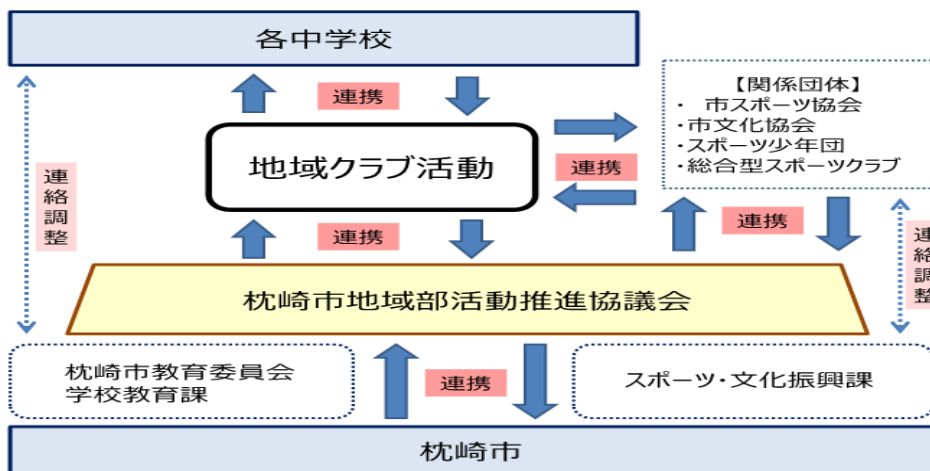 各中学校
連携
【関係団体】
・ 市スポーツ協会
・市文化協会
・スポーツ少年団
・総合型スポーツクラブ
地域クラブ活動
連携
連絡調整
連携
連携
連絡調整
枕崎市地域部活動推進協議会
枕崎市教育委員会
学校教育課
連携
スポーツ・文化振興課
枕崎市